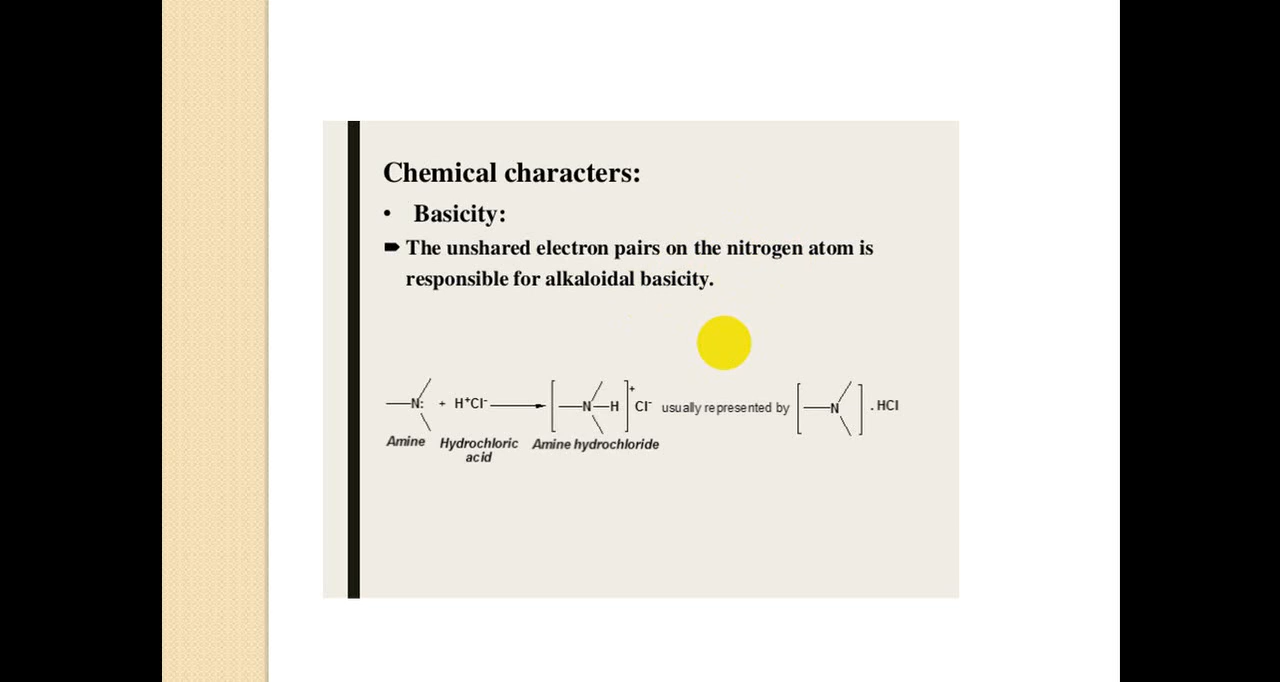 Chemical characters:
• Basicity:
The unshared electron pairs on the nitrogen atom is
responsible for alkaloidal basicity.
—N: + H⁺Cl⁻ → [—N—H]⁺ Cl⁻ usually represented by [—N] . HCl
Amine Hydrochloric Amine hydrochloride
acid